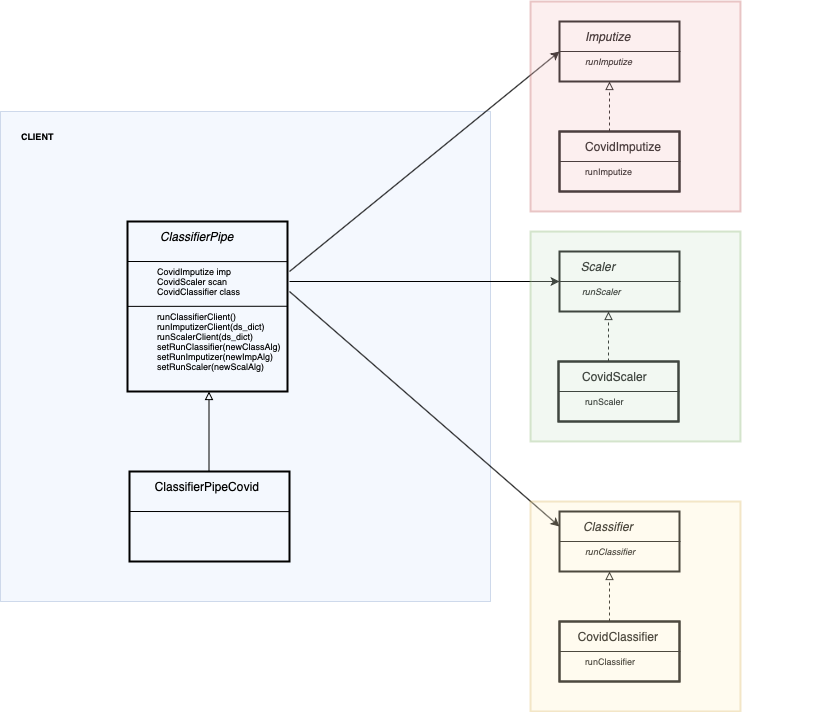 CLIENT
ClassifierPipe
CovidImputize imp
CovidScaler scan
CovidClassifier class
runClassifierClient()
runImputizerClient(ds_dict)
runScalerClient(ds_dict)
setRunClassifier(newClassAlg)
setRunImputizer(newImpAlg)
setRunScaler(newScalAlg)
ClassifierPipeCovid
Imputize
runImputize
CovidImputize
runImputize
Scaler
runScaler
CovidScaler
runScaler
Classifier
runClassifier
CovidClassifier
runClassifier